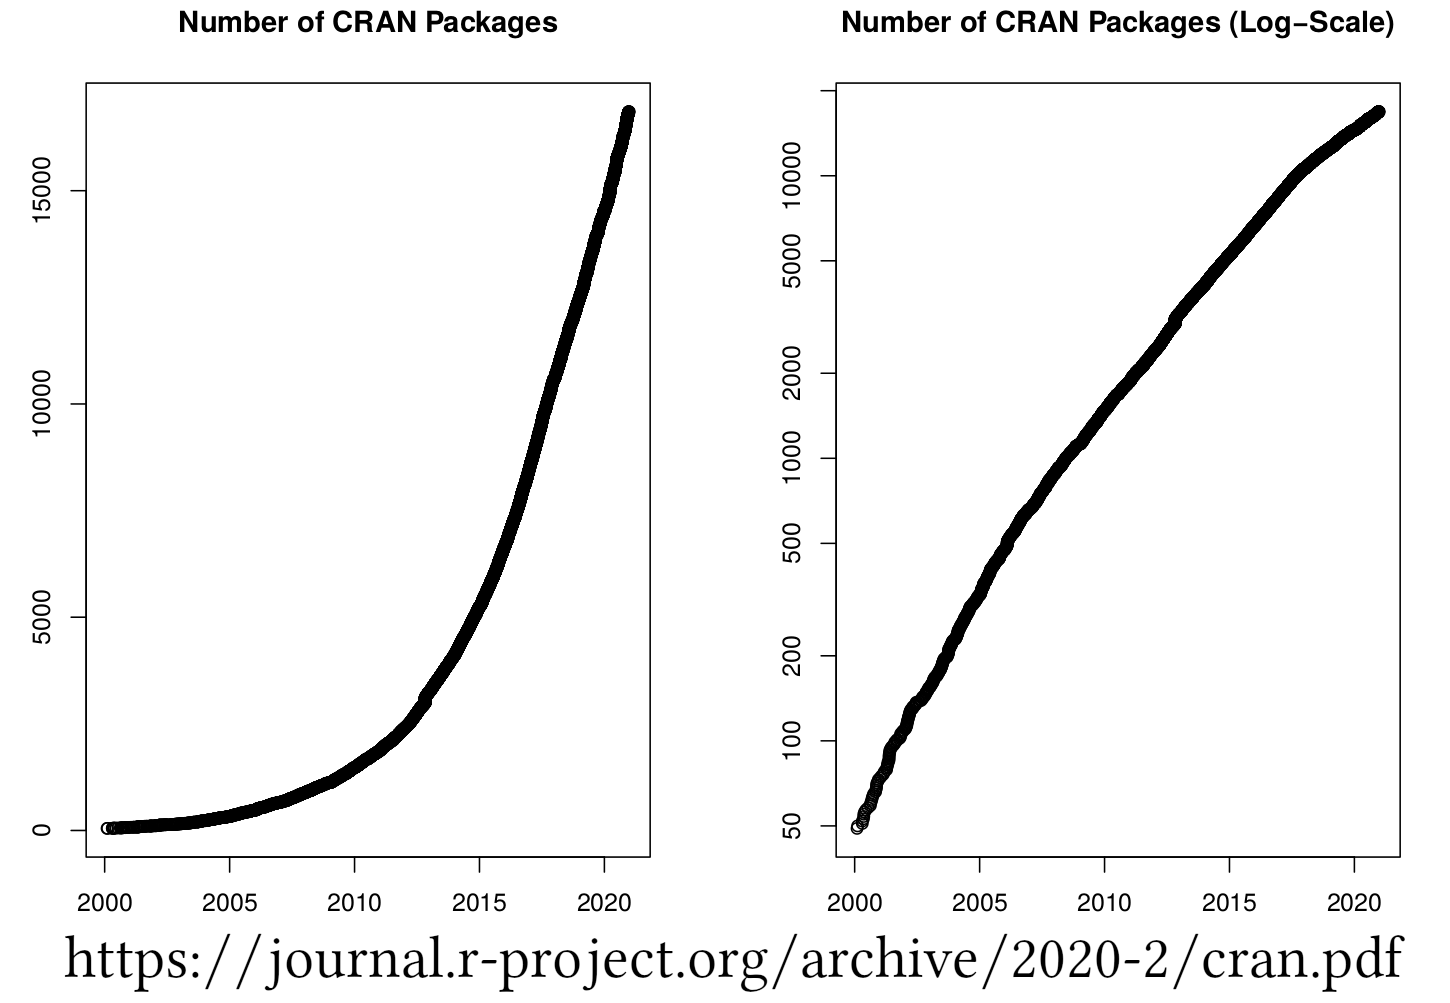 Number of CRAN Packages
Number of CRAN Packages (Log−Scale)
15000
10000
5000
0
2000 2005 2010 2015 2020
10000
5000
2000
1000
500
200
100
50
2000 2005 2010 2015 2020
https://journal.r-project.org/archive/2020-2/cran.pdf